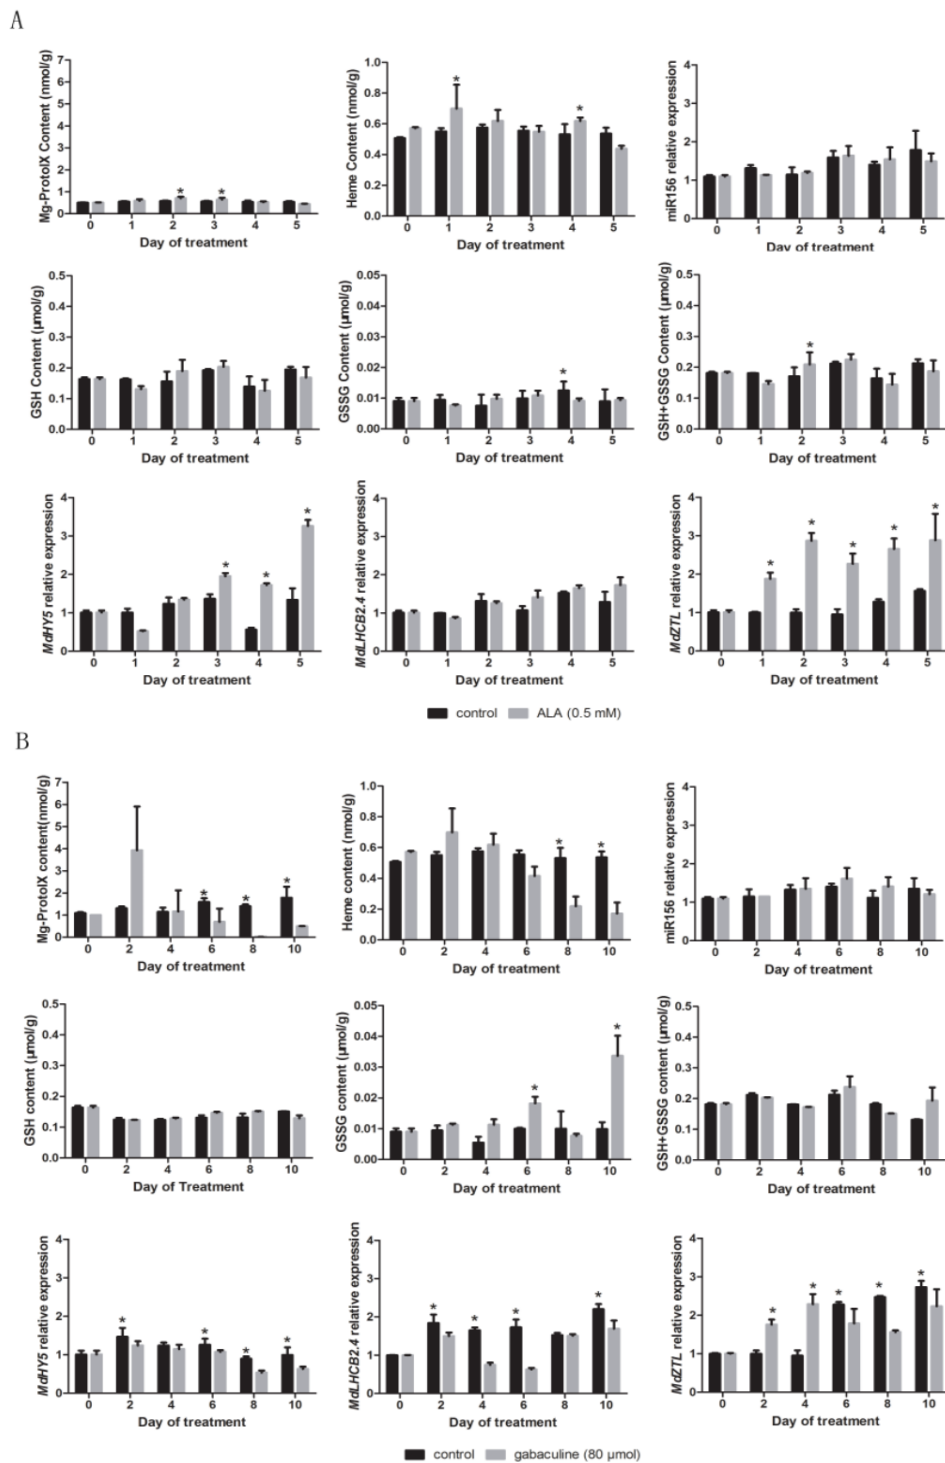 A
Mg-ProtoIX Content (nmol/g)
7
6
5
4
3
2
1
0
* *
0 1 2 3 4 5
Day of treatment
Heme Content (nmol/g)
1.0
0.8
0.6
0.4
0.2
0.0
* *
0 1 2 3 4 5
Day of treatment
miR156 relative expression
4
3
2
1
0
0 1 2 3 4 5
Day of treatment
GSH Content (µmol/g)
0.5
0.4
0.3
0.2
0.1
0.0
0 1 2 3 4 5
Day of treatment
GSSG Content (µmol/g)
0.05
0.04
0.03
0.02
0.01
0.00
*
0 1 2 3 4 5
Day of treatment
GSH+GSSG Content (µmol/g)
0.5
0.4
0.3
0.2
0.1
0.0
*
0 1 2 3 4 5
Day of treatment
MdHY5 relative expression
4
3
2
1
0
* * *
0 1 2 3 4 5
Day of treatment
MdLHCB2.4 relative expression
4
3
2
1
0
0 1 2 3 4 5
Day of treatment
MdZTL relative expression
4
3
2
1
0
* * * * *
0 1 2 3 4 5
Day of treatment
control ALA (0.5 mM)
B
Mg-ProtoIX content(nmol/g)
7
6
5
4
3
2
1
0
* * *
0 2 4 6 8 10
Day of treatment
Heme content (nmol/g)
1.0
0.8
0.6
0.4
0.2
0.0
* *
0 2 4 6 8 10
Day of treatment
miR156 relative expression
4
3
2
1
0
0 2 4 6 8 10
Day of treatment
GSH content (µmol/g)
0.5
0.4
0.3
0.2
0.1
0.0
0 2 4 6 8 10
Day of Treatment
GSSG content (µmol/g)
0.05
0.04
0.03
0.02
0.01
0.00
* *
0 2 4 6 8 10
Day of treatment
GSH+GSSG content (µmol/g)
0.5
0.4
0.3
0.2
0.1
0.0
0 2 4 6 8 10
Day of treatment
MdHY5 relative expression
4
3
2
1
0
* * * *
0 2 4 6 8 10
Day of treatment
MdLHCB2.4 relative expression
4
3
2
1
0
* * * *
0 2 4 6 8 10
Day of treatment
MdZTL relative expression
4
3
2
1
0
* * * * *
0 2 4 6 8 10
Day of treatment
control gabaculine (80 µmol)